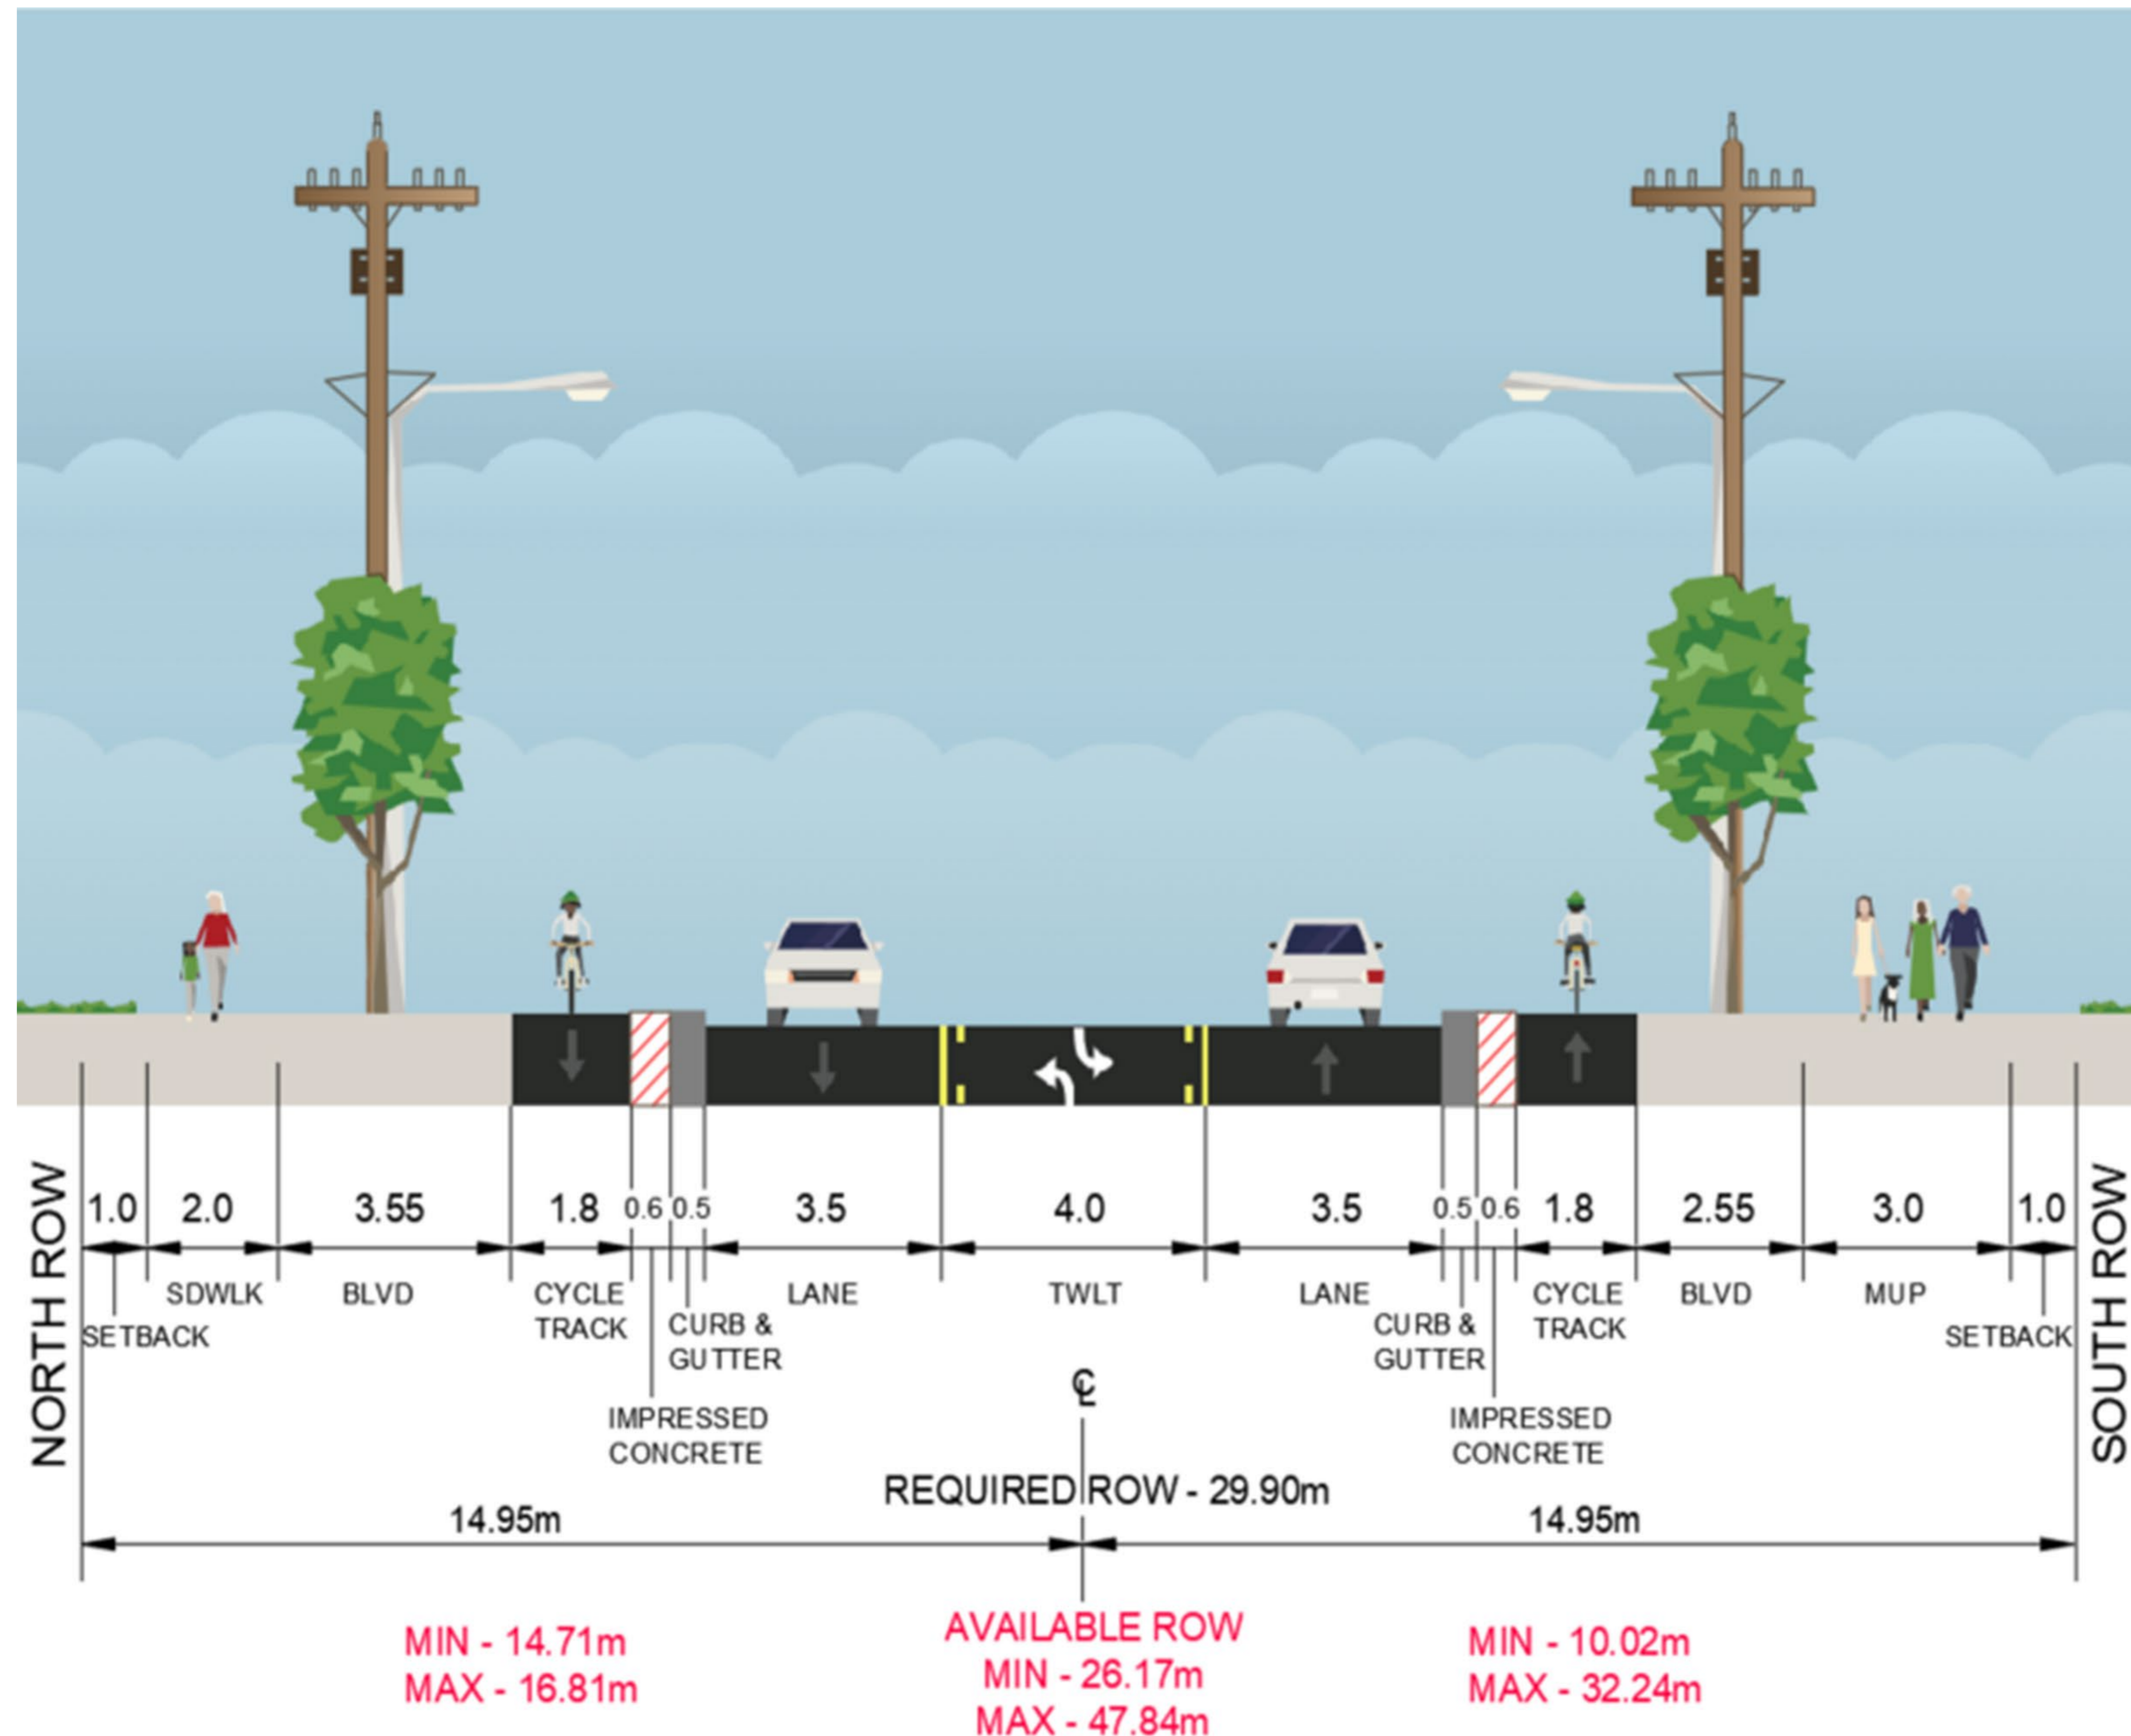 NORTH ROW
1.0 2.0 3.55 1.8 0.6 0.5 3.5 4.0 3.5 0.5 0.6 1.8 2.55 3.0 1.0
SOUTH ROW
SETBACK
SDWLK
BLVD
CYCLE
TRACK
IMPRESSED
CONCRETE
CURB &
GUTTER
LANE
TWLT
LANE
CURB &
GUTTER
IMPRESSED
CONCRETE
CYCLE
TRACK
BLVD
MUP
SETBACK
℄
REQUIRED ROW - 29.90m
14.95m
14.95m
MIN - 14.71m
MAX - 16.81m
AVAILABLE ROW
MIN - 26.17m
MAX - 47.84m
MIN - 10.02m
MAX - 32.24m